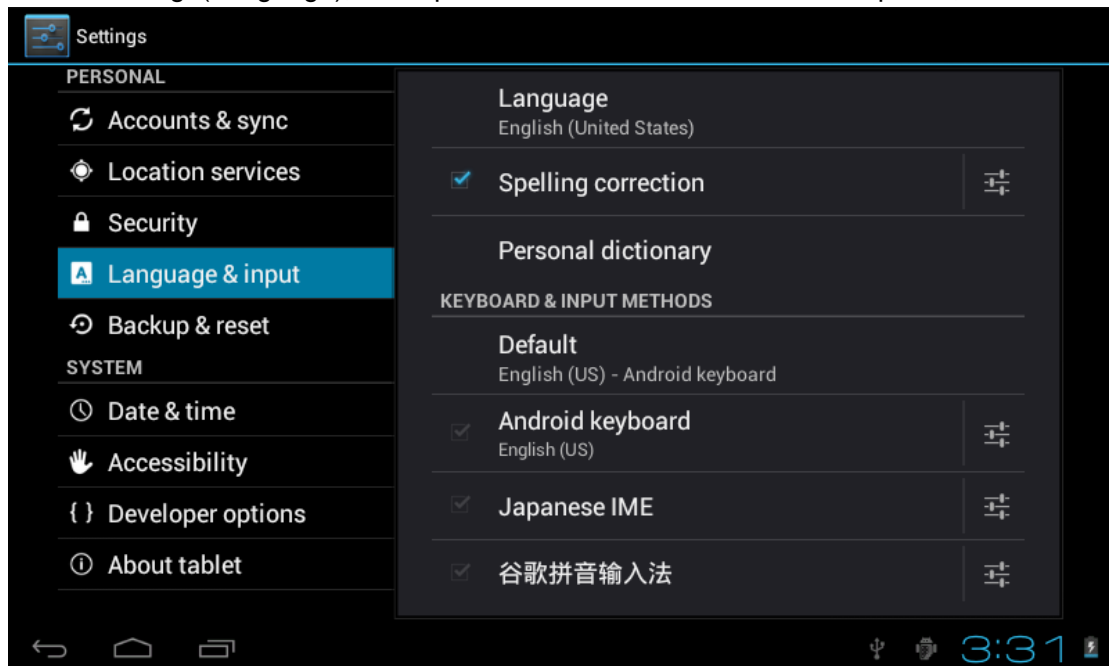 Settings
PERSONAL
Accounts & sync
Location services
Security
Language & input
Backup & reset
SYSTEM
Date & time
Accessibility
{ } Developer options
About tablet
Language
English (United States)
Spelling correction
Personal dictionary
KEYBOARD & INPUT METHODS
Default
English (US) - Android keyboard
Android keyboard
English (US)
Japanese IME
谷歌拼音输入法
3:31